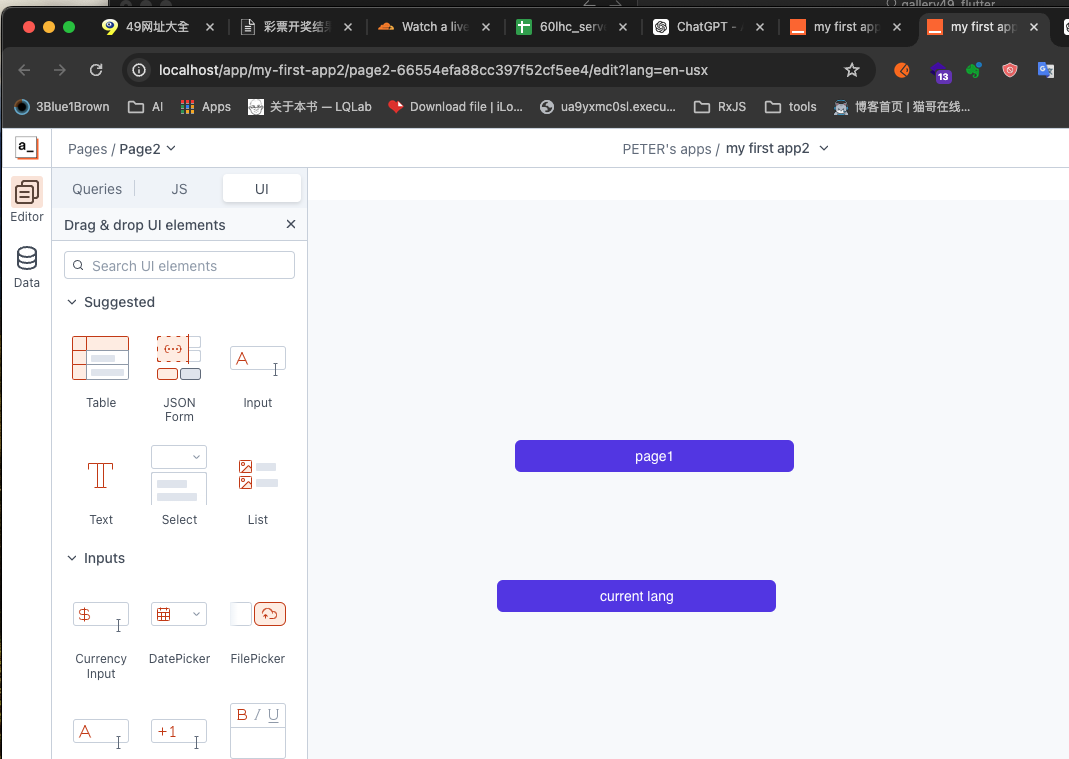 gallery49_flutter
49网址大全
彩票开奖结
Watch a live
60lhc_serv
ChatGPT -
my first app
my first app
localhost/app/my-first-app2/page2-66554efa88cc397f52cf5ee4/edit?lang=en-usx
13
3Blue1Brown
AI
Apps
关于本书 — LQLab
Download file | iLo...
ua9yxmc0sl.execu...
RxJS
tools
博客首页 | 猫哥在线...
a_
Pages / Page2
PETER's apps / my first app2
Editor
Data
Queries
JS
UI
Drag & drop UI elements
Search UI elements
Suggested
Table
JSON
Form
Input
Text
Select
List
Inputs
Currency
Input
DatePicker
FilePicker
+1
B I U
page1
current lang